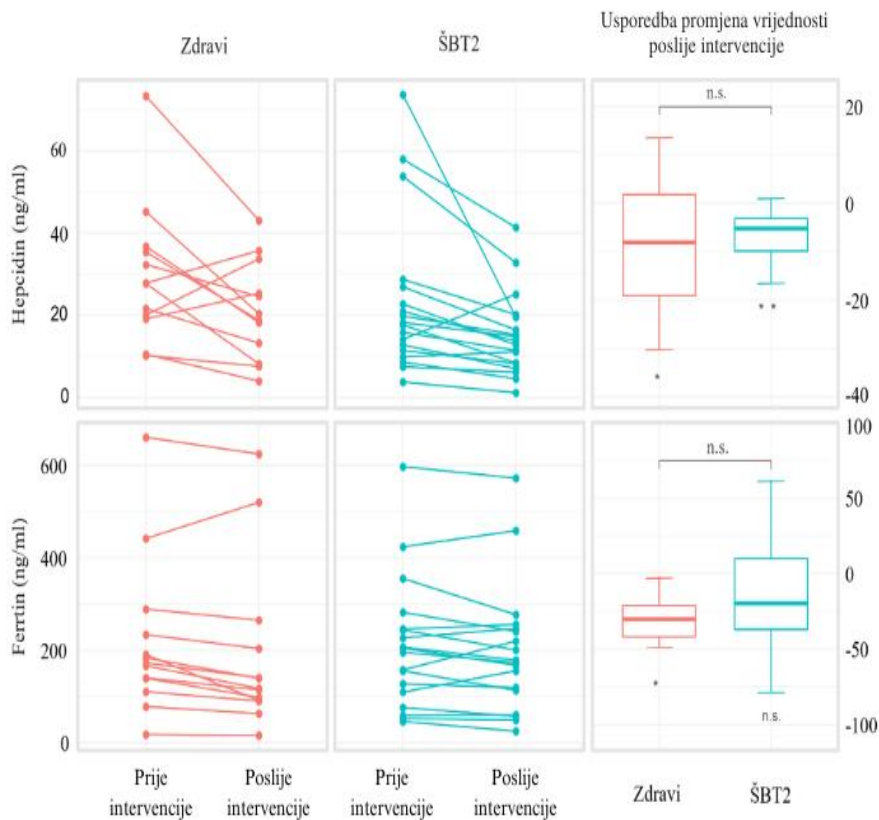 Zdravi
ŠBT2
Usporedba promjena vrijednosti
poslije intervencije
Hepcidin (ng/ml)
60
40
20
0
n.s.
*
* *
20
-0
-20
-40
Ferrtin (ng/ml)
600
400
200
0
n.s.
*
n.s.
100
50
-0
-50
-100
Prije
intervencije
Poslije
intervencije
Prije
intervencije
Poslije
intervencije
Zdravi
ŠBT2